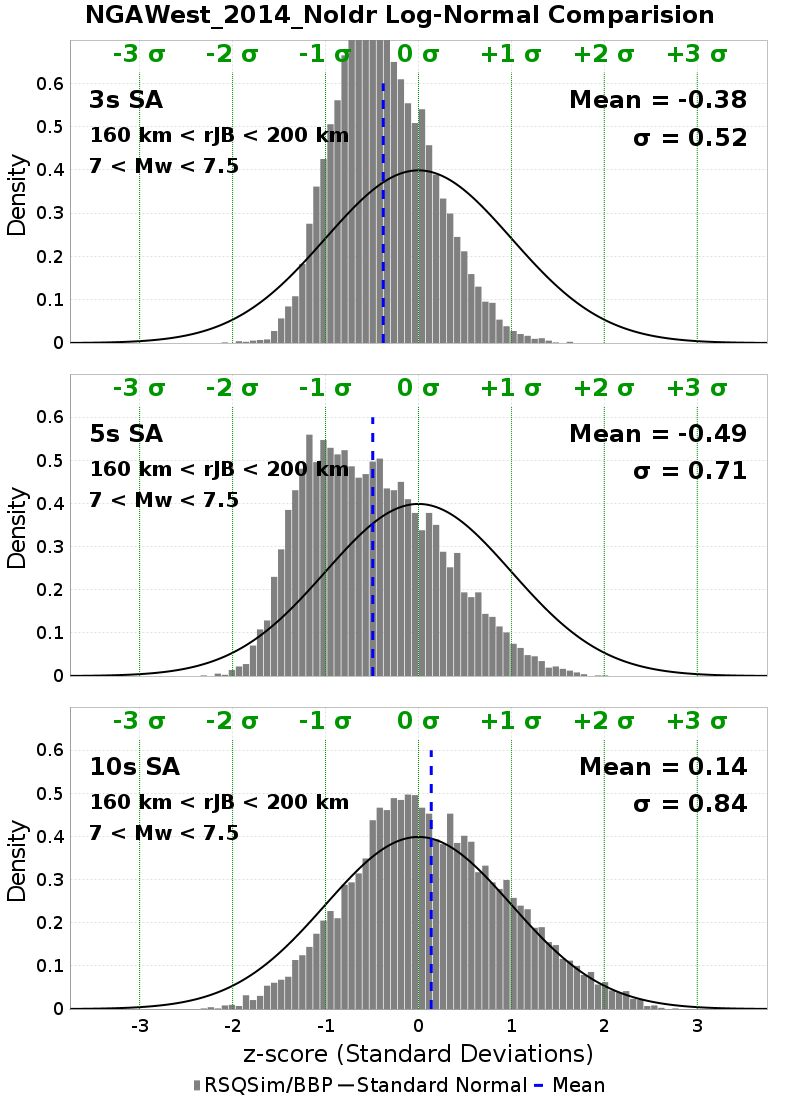 NGAWest_2014_NoIdr Log-Normal Comparision
-3 σ -2 σ -1 σ 0 σ +1 σ +2 σ +3 σ
3s SA
Mean = -0.38
160 km < rJB < 200 km
σ = 0.52
7 < Mw < 7.5
0.6
0.5
0.4
0.3
0.2
0.1
0
Density
-3 σ -2 σ -1 σ 0 σ +1 σ +2 σ +3 σ
5s SA
Mean = -0.49
160 km < rJB < 200 km
σ = 0.71
7 < Mw < 7.5
0.6
0.5
0.4
0.3
0.2
0.1
0
Density
-3 σ -2 σ -1 σ 0 σ +1 σ +2 σ +3 σ
10s SA
Mean = 0.14
160 km < rJB < 200 km
σ = 0.84
7 < Mw < 7.5
0.6
0.5
0.4
0.3
0.2
0.1
0
Density
-3 -2 -1 0 1 2 3
z-score (Standard Deviations)
RSQSim/BBP Standard Normal Mean